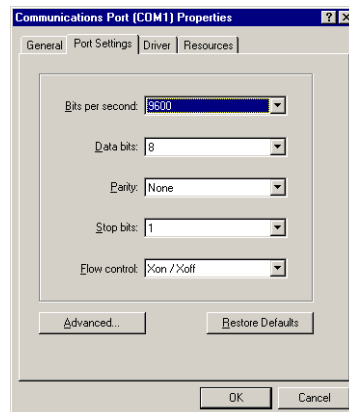 Communications Port (COM1) Properties
General Port Settings Driver Resources
Bits per second: 9600
Data bits: 8
Parity: None
Stop bits: 1
Flow control: Xon / Xoff
Advanced... Restore Defaults
OK Cancel